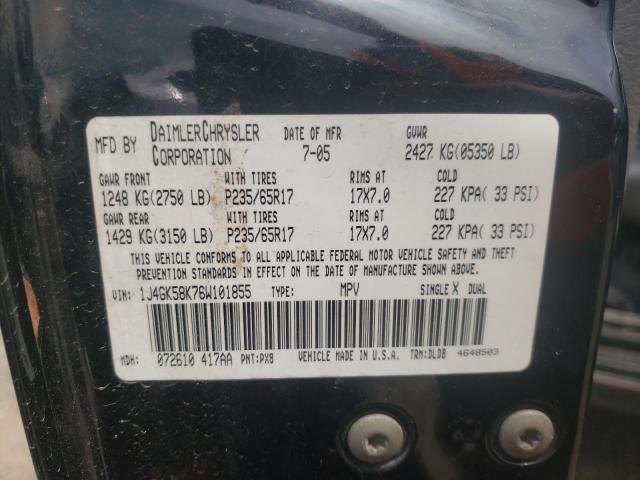 MFD BY DAIMLERCHRYSLER CORPORATION DATE OF MFR 7-05 GVWR 2427 KG(05350 LB)
GAWR FRONT WITH TIRES RIMS AT COLD
1248 KG(2750 LB) P235/65R17 17X7.0 227 KPA( 33 PSI)
GAWR REAR WITH TIRES RIMS AT COLD
1429 KG(3150 LB) P235/65R17 17X7.0 227 KPA( 33 PSI)
THIS VEHICLE CONFORMS TO ALL APPLICABLE FEDERAL MOTOR VEHICLE SAFETY AND THEFT
PREVENTION STANDARDS IN EFFECT ON THE DATE OF MANUFACTURE SHOWN ABOVE.
VIN: 1J4GK58K76W101855 TYPE: MPV SINGLE X DUAL
MDH: 072610 417AA PNT:PXB VEHICLE MADE IN U.S.A. TRM:DLDB 4648503